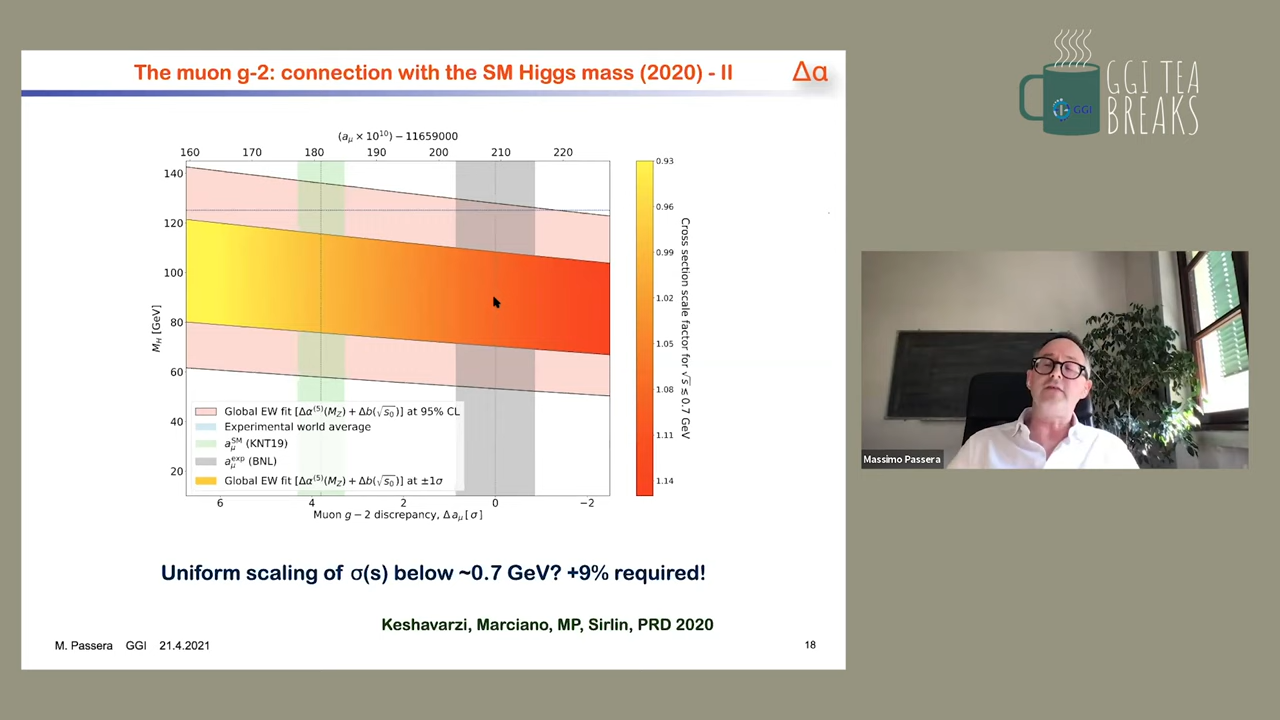 The muon g-2: connection with the SM Higgs mass (2020) - II
Δα
(aμ × 10¹⁰) − 11659000
160 170 180 190 200 210 220
140
120
100
80
60
40
20
M_H [GeV]
6 4 2 0 −2
Muon g − 2 discrepancy, Δaμ [σ]
Global EW fit [Δα⁽⁵⁾(M_Z) + Δb(√s₀)] at 95% CL
Experimental world average
aμ^SM (KNT19)
aμ^exp (BNL)
Global EW fit [Δα⁽⁵⁾(M_Z) + Δb(√s₀)] at ±1σ
0.93
0.96
0.99
1.02
1.05
1.08
1.11
1.14
Cross section scale factor for √s ≤ 0.7 GeV
Uniform scaling of σ(s) below ~0.7 GeV? +9% required!
Keshavarzi, Marciano, MP, Sirlin, PRD 2020
M. Passera GGI 21.4.2021
18
GGI
GGI TEA
BREAKS
Massimo Passera